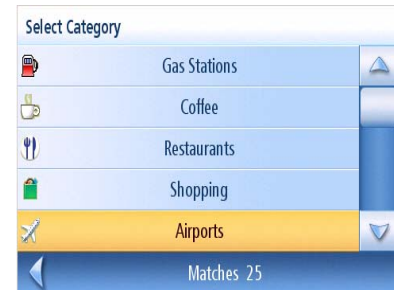 Select Category
Gas Stations
Coffee
Restaurants
Shopping
Airports
Matches 25